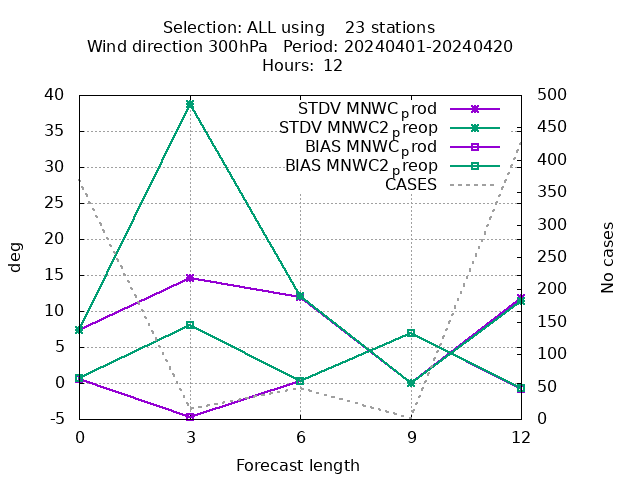 Selection: ALL using    23 stations
Wind direction 300hPa   Period: 20240401-20240420
Hours:  12
STDV MNWC_prod
STDV MNWC2_preop
BIAS MNWC_prod
BIAS MNWC2_preop
CASES
40
35
30
25
20
15
10
5
0
-5
500
450
400
350
300
250
200
150
100
50
0
deg
No cases
0 3 6 9 12
Forecast length